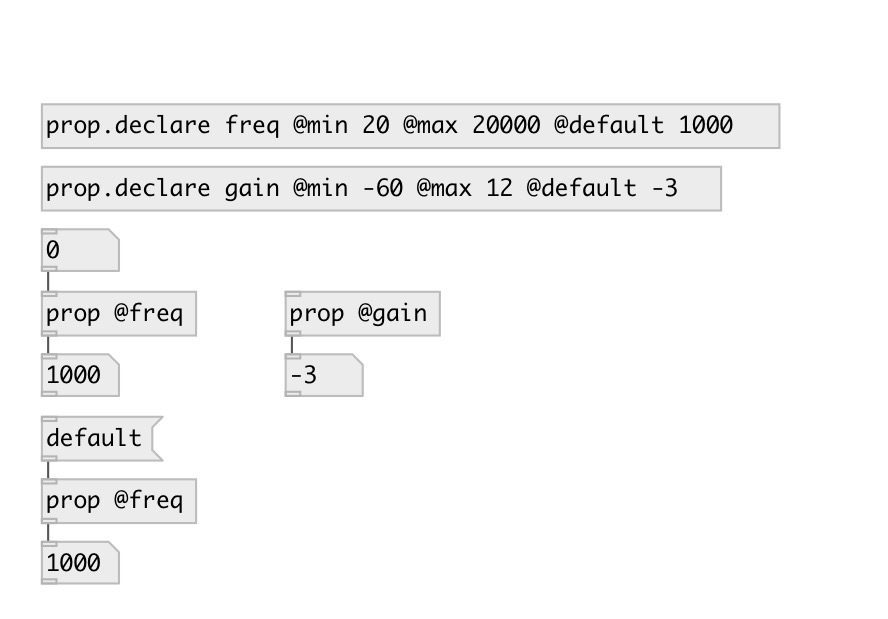 prop.declare freq @min 20 @max 20000 @default 1000
prop.declare gain @min -60 @max 12 @default -3
0
prop @freq
prop @gain
1000
-3
default
prop @freq
1000